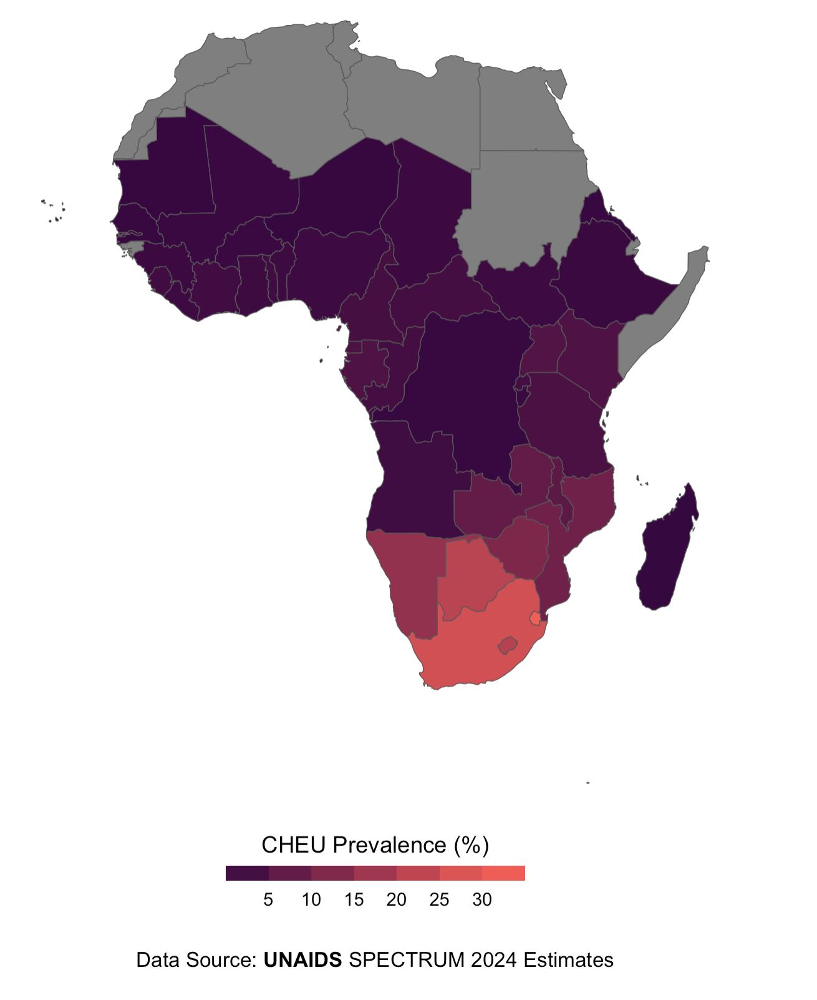 CHEU Prevalence (%)
5 10 15 20 25 30
Data Source: UNAIDS SPECTRUM 2024 Estimates